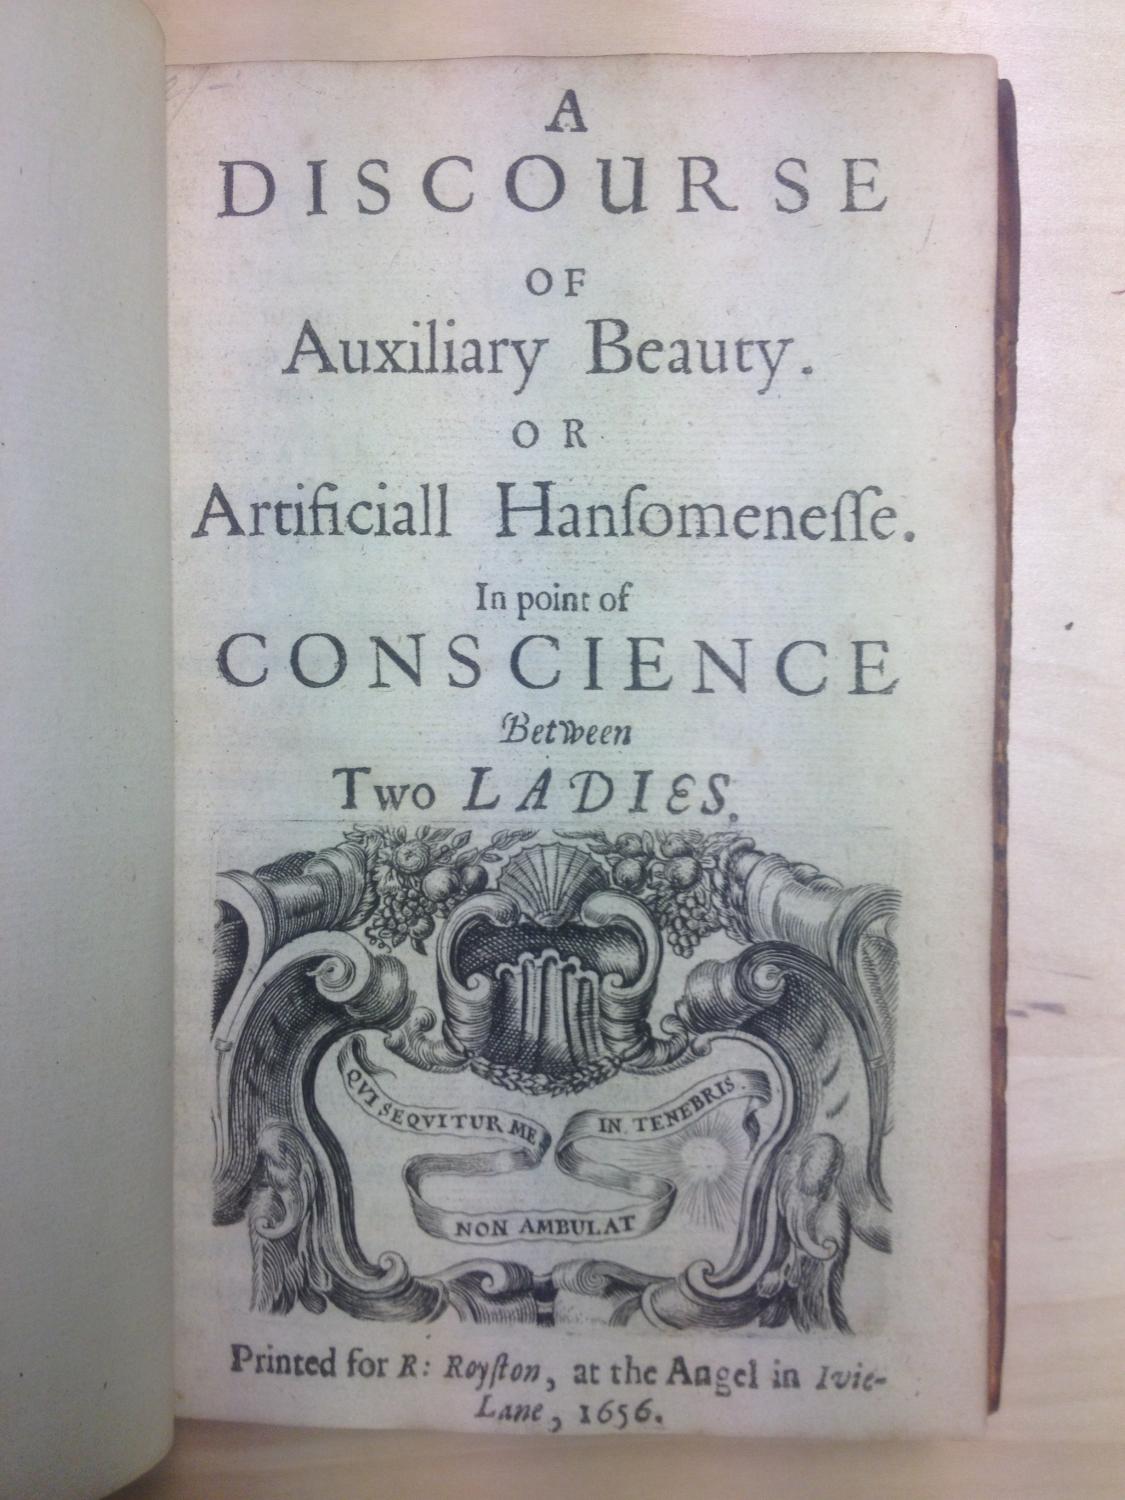 A
DISCOURSE
OF
Auxiliary Beauty.
OR
Artificiall Hanſomeneſſe.
In point of
CONSCIENCE
Between
Two LADIES.
QVI SEQVITUR ME
IN TENEBRIS.
NON AMBULAT
Printed for R: Royſton, at the Angel in Ivie-
Lane, 1656.